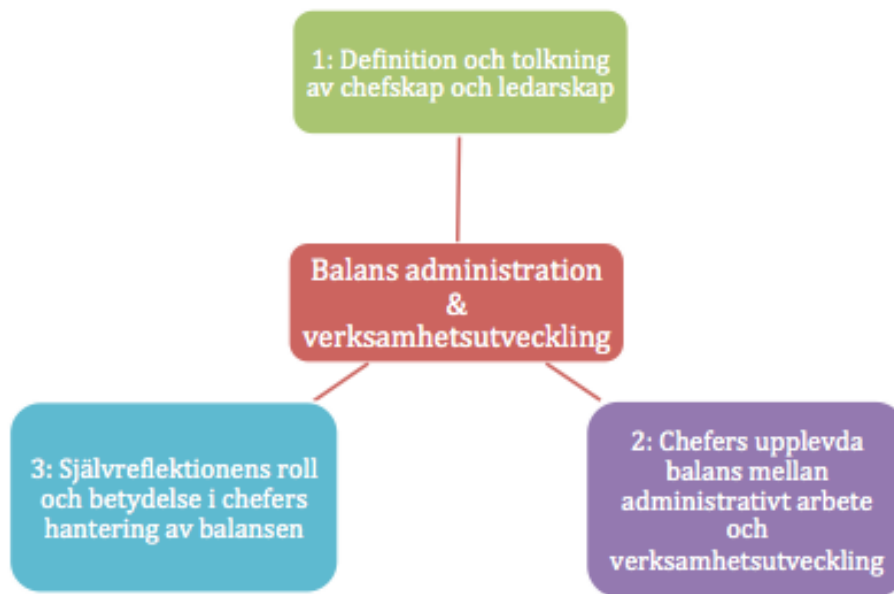 1: Definition och tolkning
av chefskap och ledarskap
Balans administration
&
verksamhetsutveckling
3: Självreflektionens roll
och betydelse i chefers
hantering av balansen
2: Chefers upplevda
balans mellan
administrativt arbete
och
verksamhetsutveckling